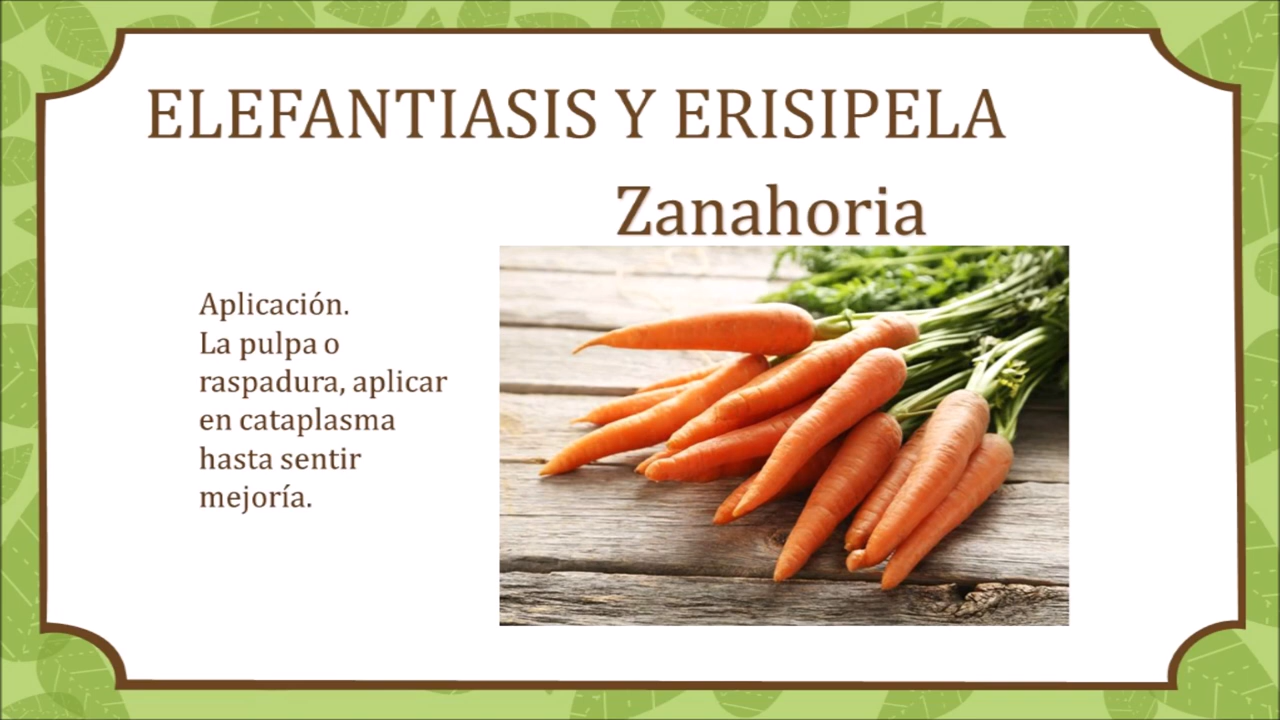 ELEFANTIASIS Y ERISIPELA
Zanahoria
Aplicación.
La pulpa o
raspadura, aplicar
en cataplasma
hasta sentir
mejoría.